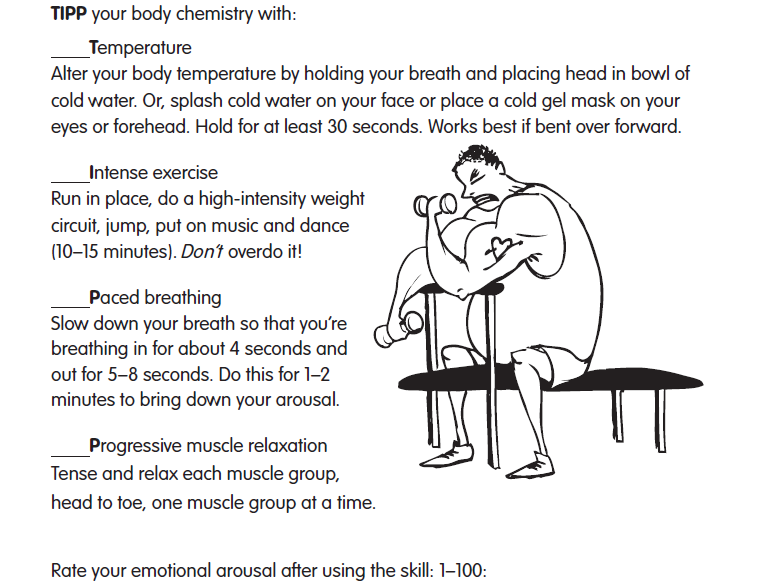 TIPP your body chemistry with:
____Temperature
Alter your body temperature by holding your breath and placing head in bowl of
cold water. Or, splash cold water on your face or place a cold gel mask on your
eyes or forehead. Hold for at least 30 seconds. Works best if bent over forward.
____Intense exercise
Run in place, do a high-intensity weight
circuit, jump, put on music and dance
(10–15 minutes). Don't overdo it!
____Paced breathing
Slow down your breath so that you're
breathing in for about 4 seconds and
out for 5–8 seconds. Do this for 1–2
minutes to bring down your arousal.
____Progressive muscle relaxation
Tense and relax each muscle group,
head to toe, one muscle group at a time.
Rate your emotional arousal after using the skill: 1–100: